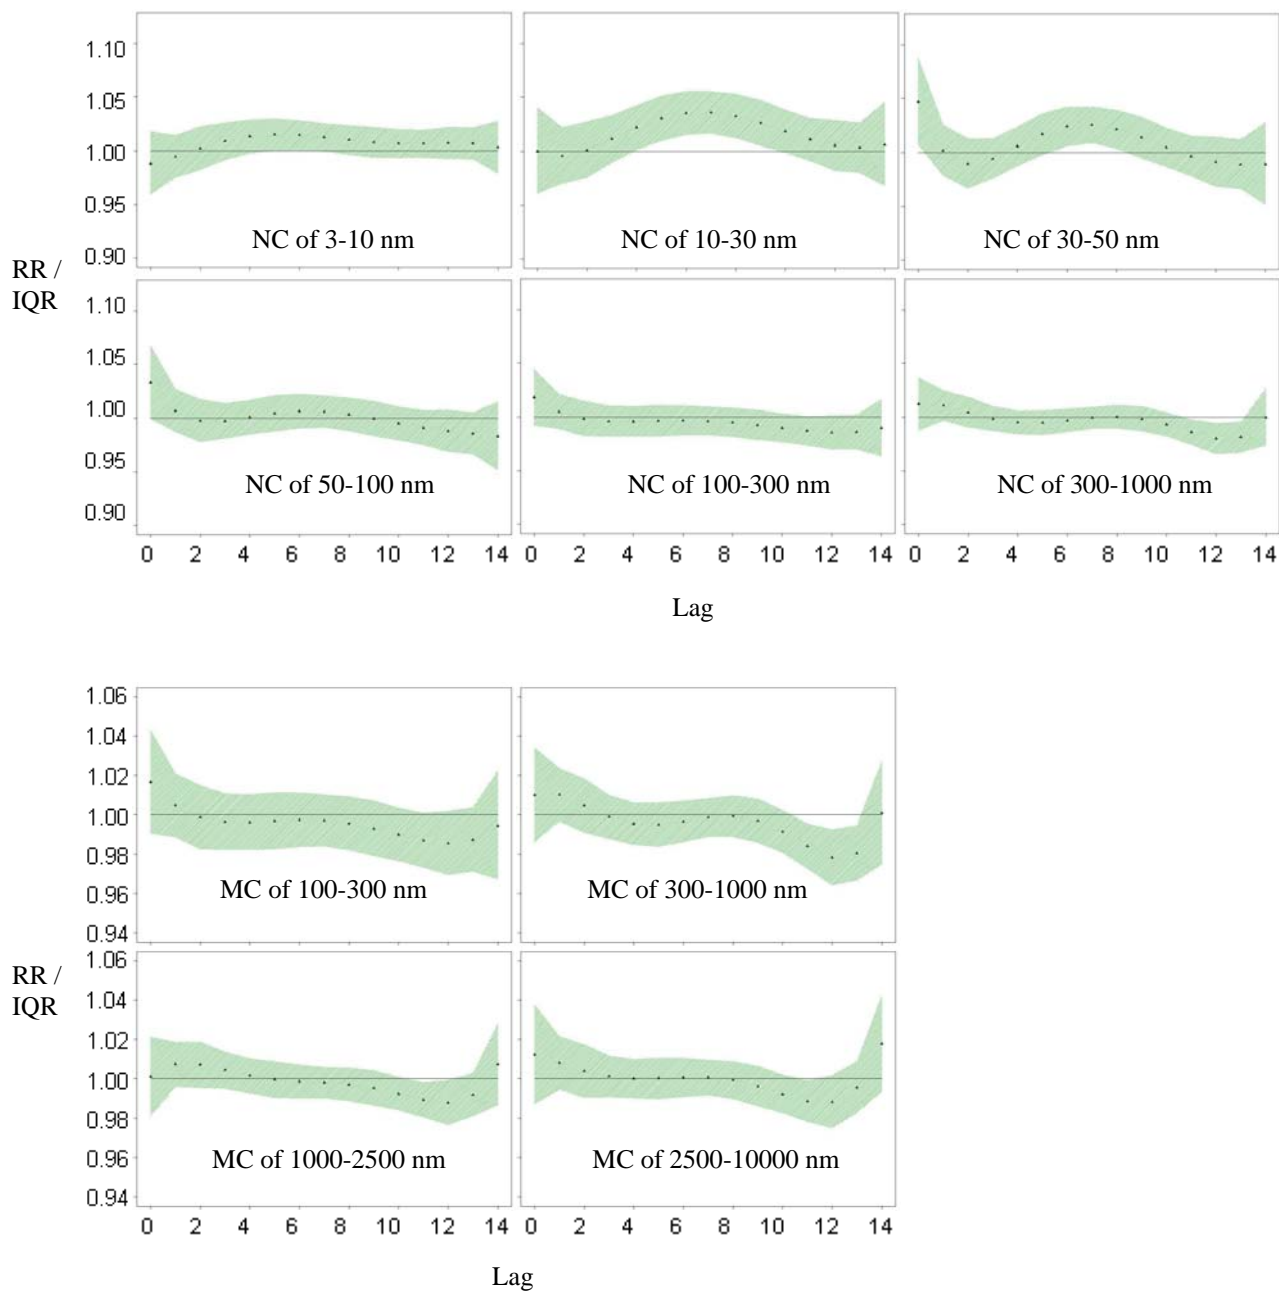 1.10
1.05
1.00
0.95
0.90
NC of 3-10 nm
NC of 10-30 nm
NC of 30-50 nm
RR /
IQR
1.10
1.05
1.00
0.95
0.90
NC of 50-100 nm
NC of 100-300 nm
NC of 300-1000 nm
0 2 4 6 8 10 12 14
0 2 4 6 8 10 12 14
0 2 4 6 8 10 12 14
Lag
1.06
1.04
1.02
1.00
0.98
0.96
0.94
MC of 100-300 nm
MC of 300-1000 nm
RR /
IQR
1.06
1.04
1.02
1.00
0.98
0.96
0.94
MC of 1000-2500 nm
MC of 2500-10000 nm
0 2 4 6 8 10 12 14
0 2 4 6 8 10 12 14
Lag